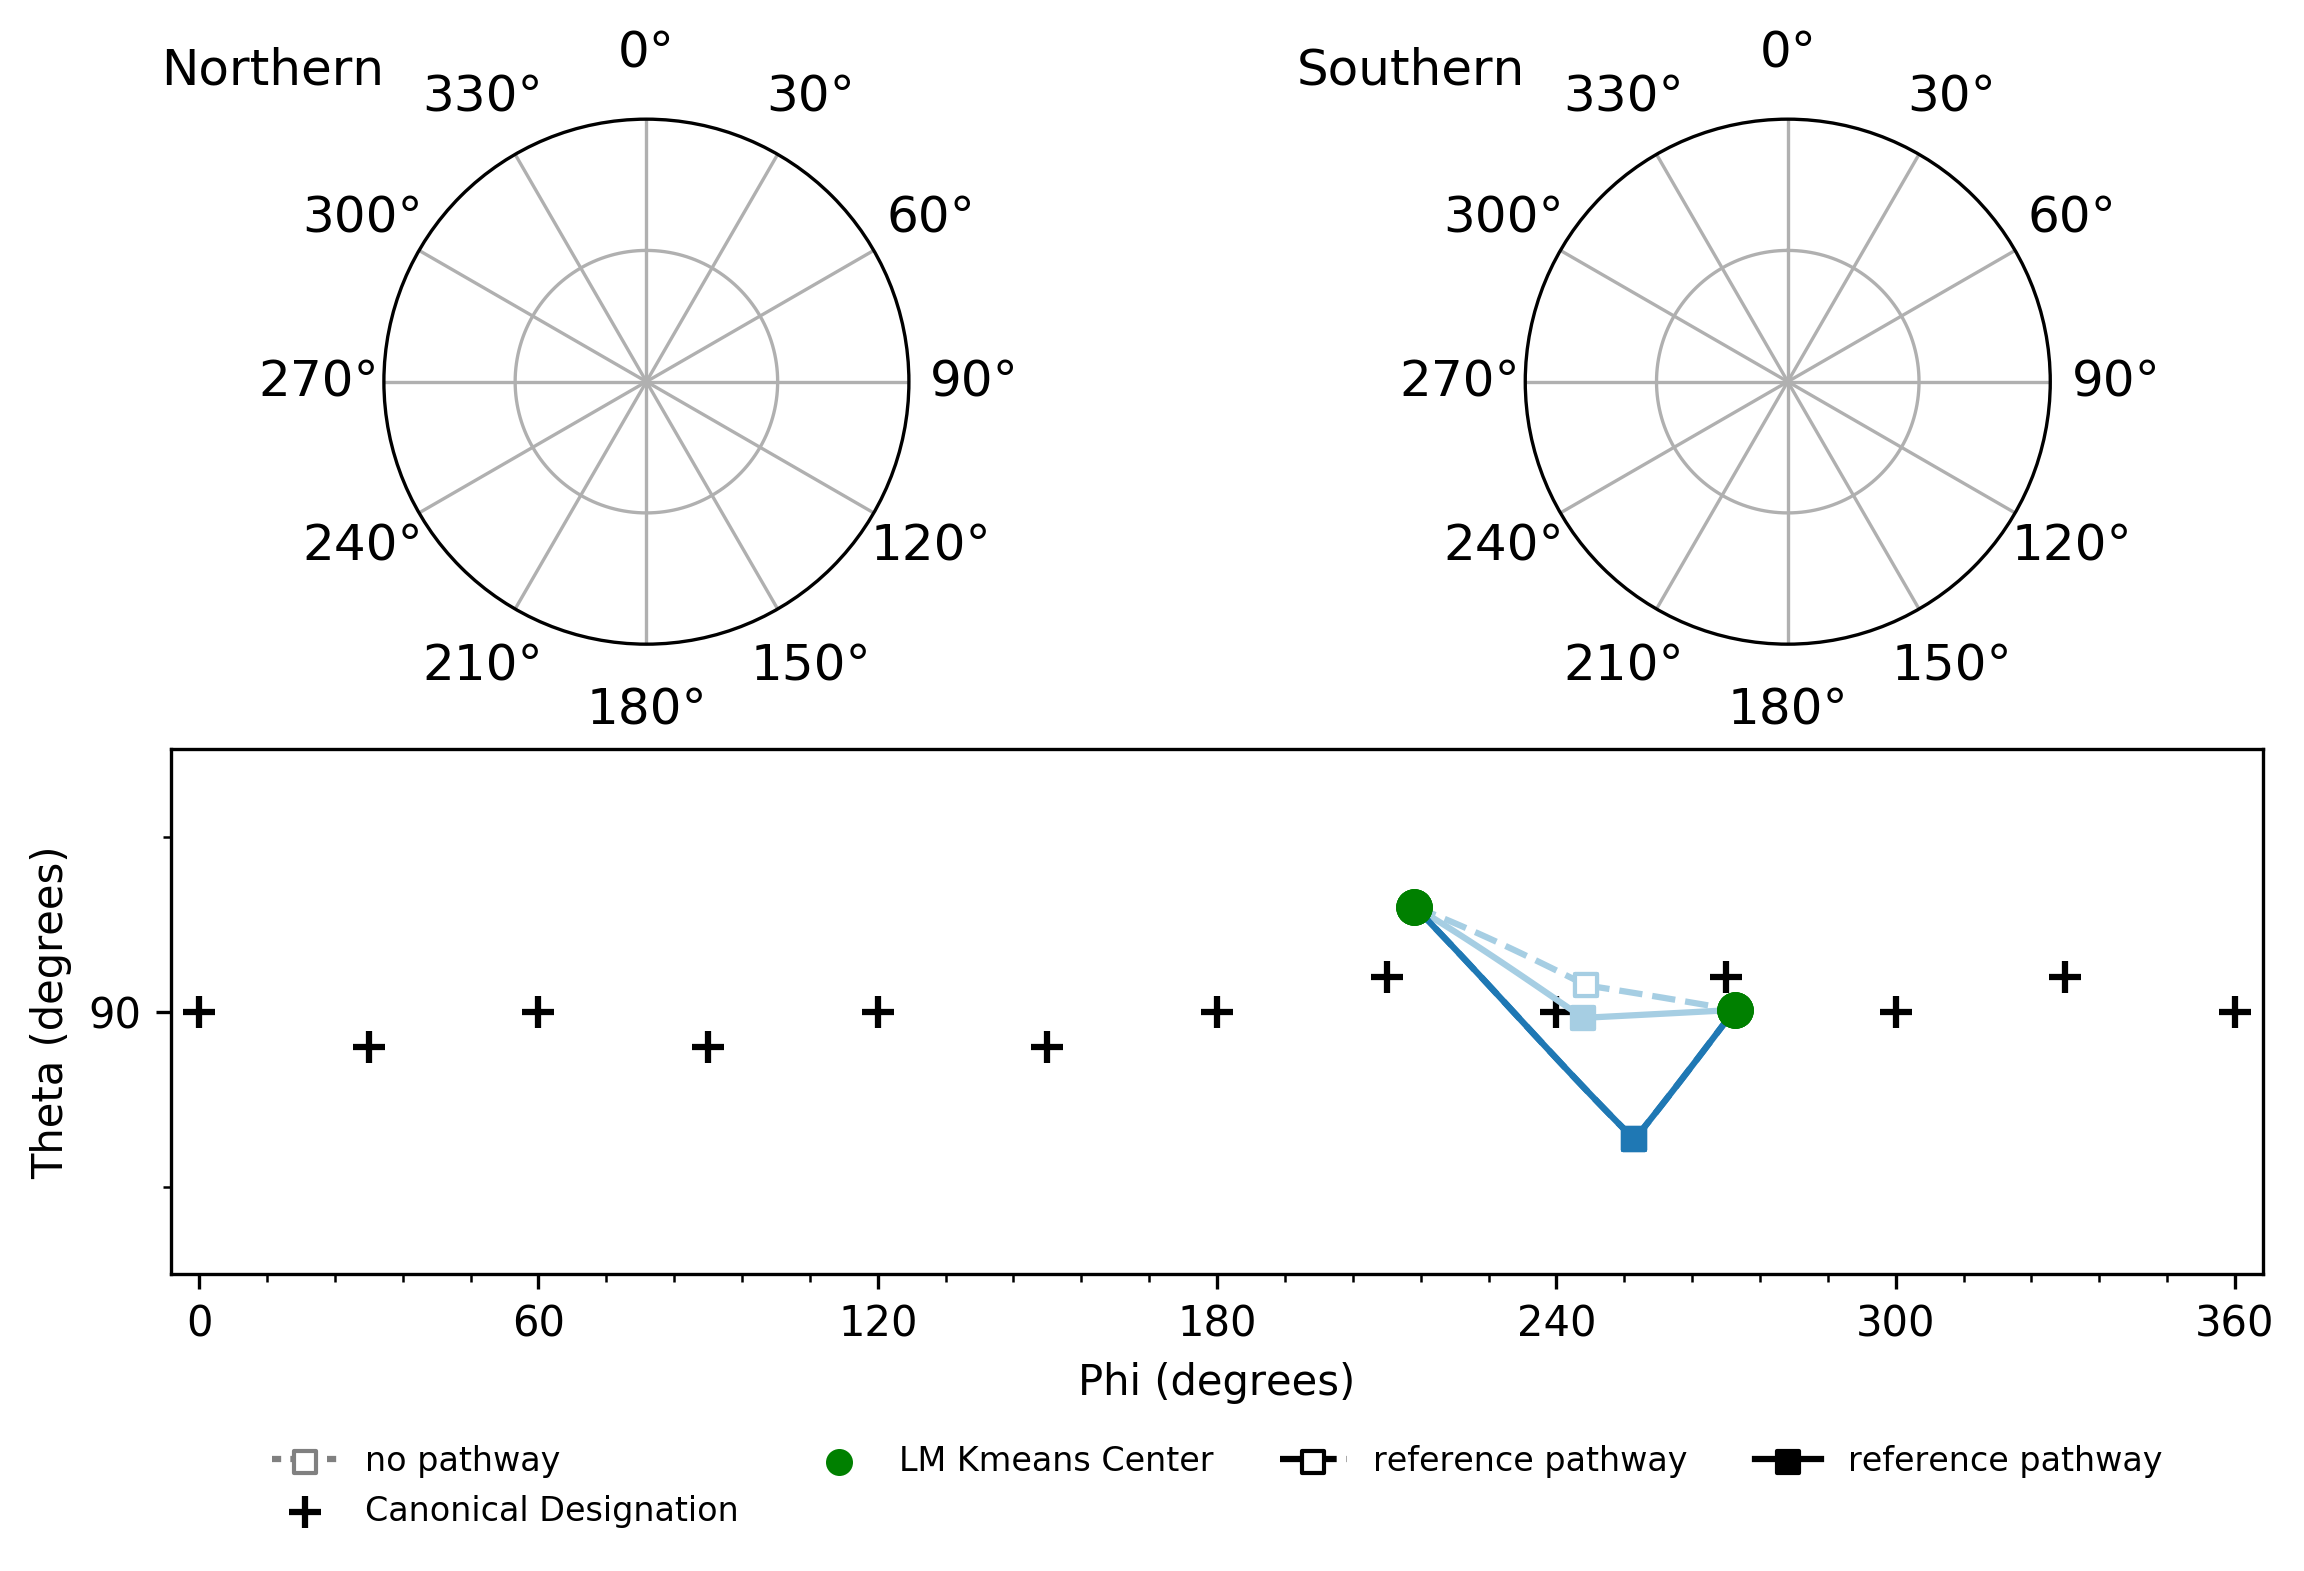 Northern
0°
330°
30°
300°
60°
270°
90°
240°
120°
210°
150°
180°
Southern
0°
330°
30°
300°
60°
270°
90°
240°
120°
210°
150°
180°
Theta (degrees)
90
0 60 120 180 240 300 360
Phi (degrees)
no pathway
Canonical Designation
LM Kmeans Center
reference pathway
reference pathway